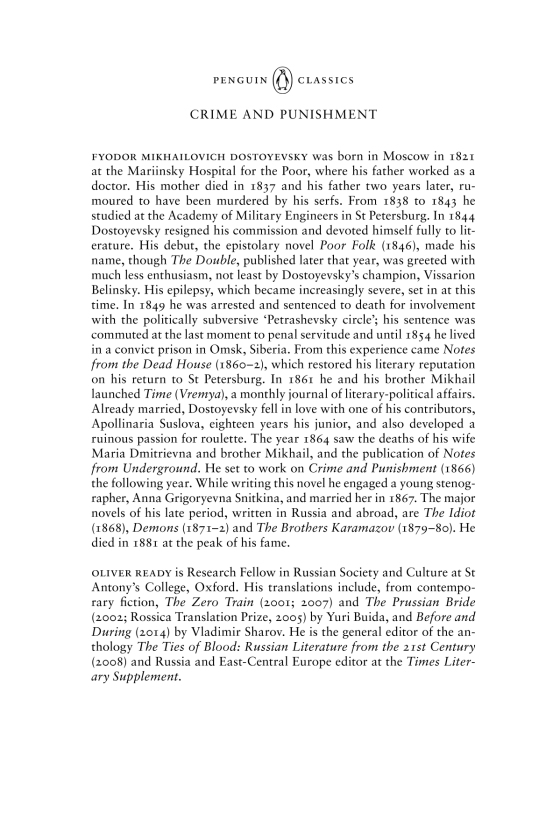 PENGUIN CLASSICS
CRIME AND PUNISHMENT
FYODOR MIKHAILOVICH DOSTOYEVSKY was born in Moscow in 1821
at the Mariinsky Hospital for the Poor, where his father worked as a
doctor. His mother died in 1837 and his father two years later, ru-
moured to have been murdered by his serfs. From 1838 to 1843 he
studied at the Academy of Military Engineers in St Petersburg. In 1844
Dostoyevsky resigned his commission and devoted himself fully to lit-
erature. His debut, the epistolary novel Poor Folk (1846), made his
name, though The Double, published later that year, was greeted with
much less enthusiasm, not least by Dostoyevsky’s champion, Vissarion
Belinsky. His epilepsy, which became increasingly severe, set in at this
time. In 1849 he was arrested and sentenced to death for involvement
with the politically subversive ‘Petrashevsky circle’; his sentence was
commuted at the last moment to penal servitude and until 1854 he lived
in a convict prison in Omsk, Siberia. From this experience came Notes
from the Dead House (1860–2), which restored his literary reputation
on his return to St Petersburg. In 1861 he and his brother Mikhail
launched Time (Vremya), a monthly journal of literary-political affairs.
Already married, Dostoyevsky fell in love with one of his contributors,
Apollinaria Suslova, eighteen years his junior, and also developed a
ruinous passion for roulette. The year 1864 saw the deaths of his wife
Maria Dmitrievna and brother Mikhail, and the publication of Notes
from Underground. He set to work on Crime and Punishment (1866)
the following year. While writing this novel he engaged a young stenog-
rapher, Anna Grigoryevna Snitkina, and married her in 1867. The major
novels of his late period, written in Russia and abroad, are The Idiot
(1868), Demons (1871–2) and The Brothers Karamazov (1879–80). He
died in 1881 at the peak of his fame.
OLIVER READY is Research Fellow in Russian Society and Culture at St
Antony’s College, Oxford. His translations include, from contempo-
rary fiction, The Zero Train (2001; 2007) and The Prussian Bride
(2002; Rossica Translation Prize, 2005) by Yuri Buida, and Before and
During (2014) by Vladimir Sharov. He is the general editor of the an-
thology The Ties of Blood: Russian Literature from the 21st Century
(2008) and Russia and East-Central Europe editor at the Times Liter-
ary Supplement.